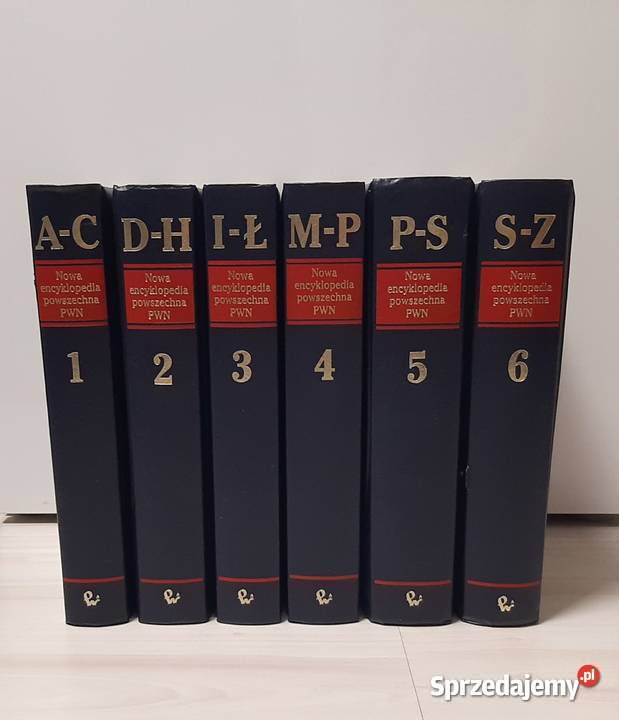 A-C
Nowa
encyklopedia
powszechna
PWN
1
D-H
Nowa
encyklopedia
powszechna
PWN
2
I-Ł
Nowa
encyklopedia
powszechna
PWN
3
M-P
Nowa
encyklopedia
powszechna
PWN
4
P-S
Nowa
encyklopedia
powszechna
PWN
5
S-Z
Nowa
encyklopedia
powszechna
PWN
6
Sprzedajemy.pl